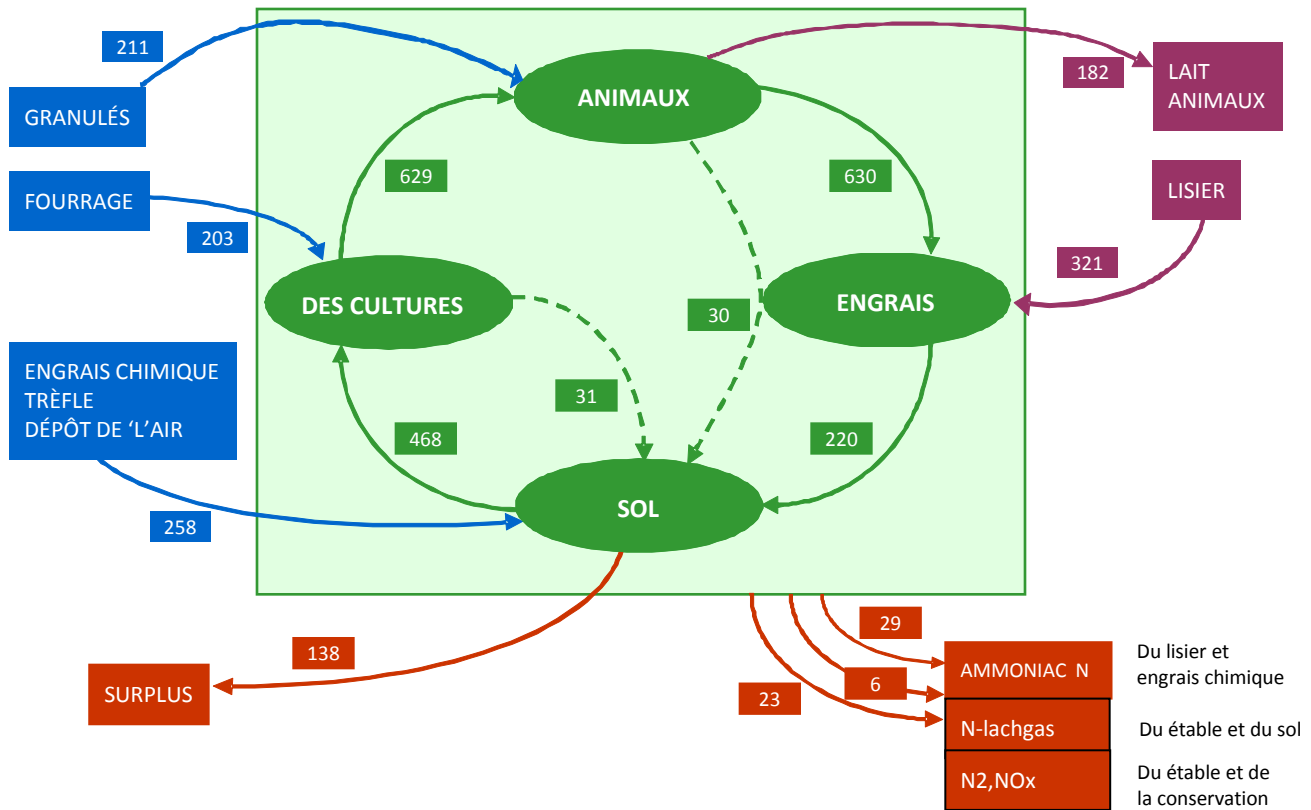 211
GRANULÉS
ANIMAUX
182
LAIT
ANIMAUX
629
630
FOURRAGE
203
LISIER
321
DES CULTURES
30
ENGRAIS
ENGRAIS CHIMIQUE
TRÈFLE
DÉPÔT DE ‘L’AIR
31
468
220
SOL
258
138
SURPLUS
29
6
23
AMMONIAC N
Du lisier et
engrais chimique
N-lachgas
Du étable et du sol
N2,NOx
Du étable et de
la conservation